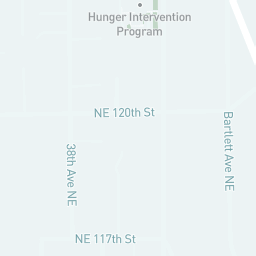 Hunger Intervention
Program
NE 120th St
Bartlett Ave NE
38th Ave NE
NE 117th St